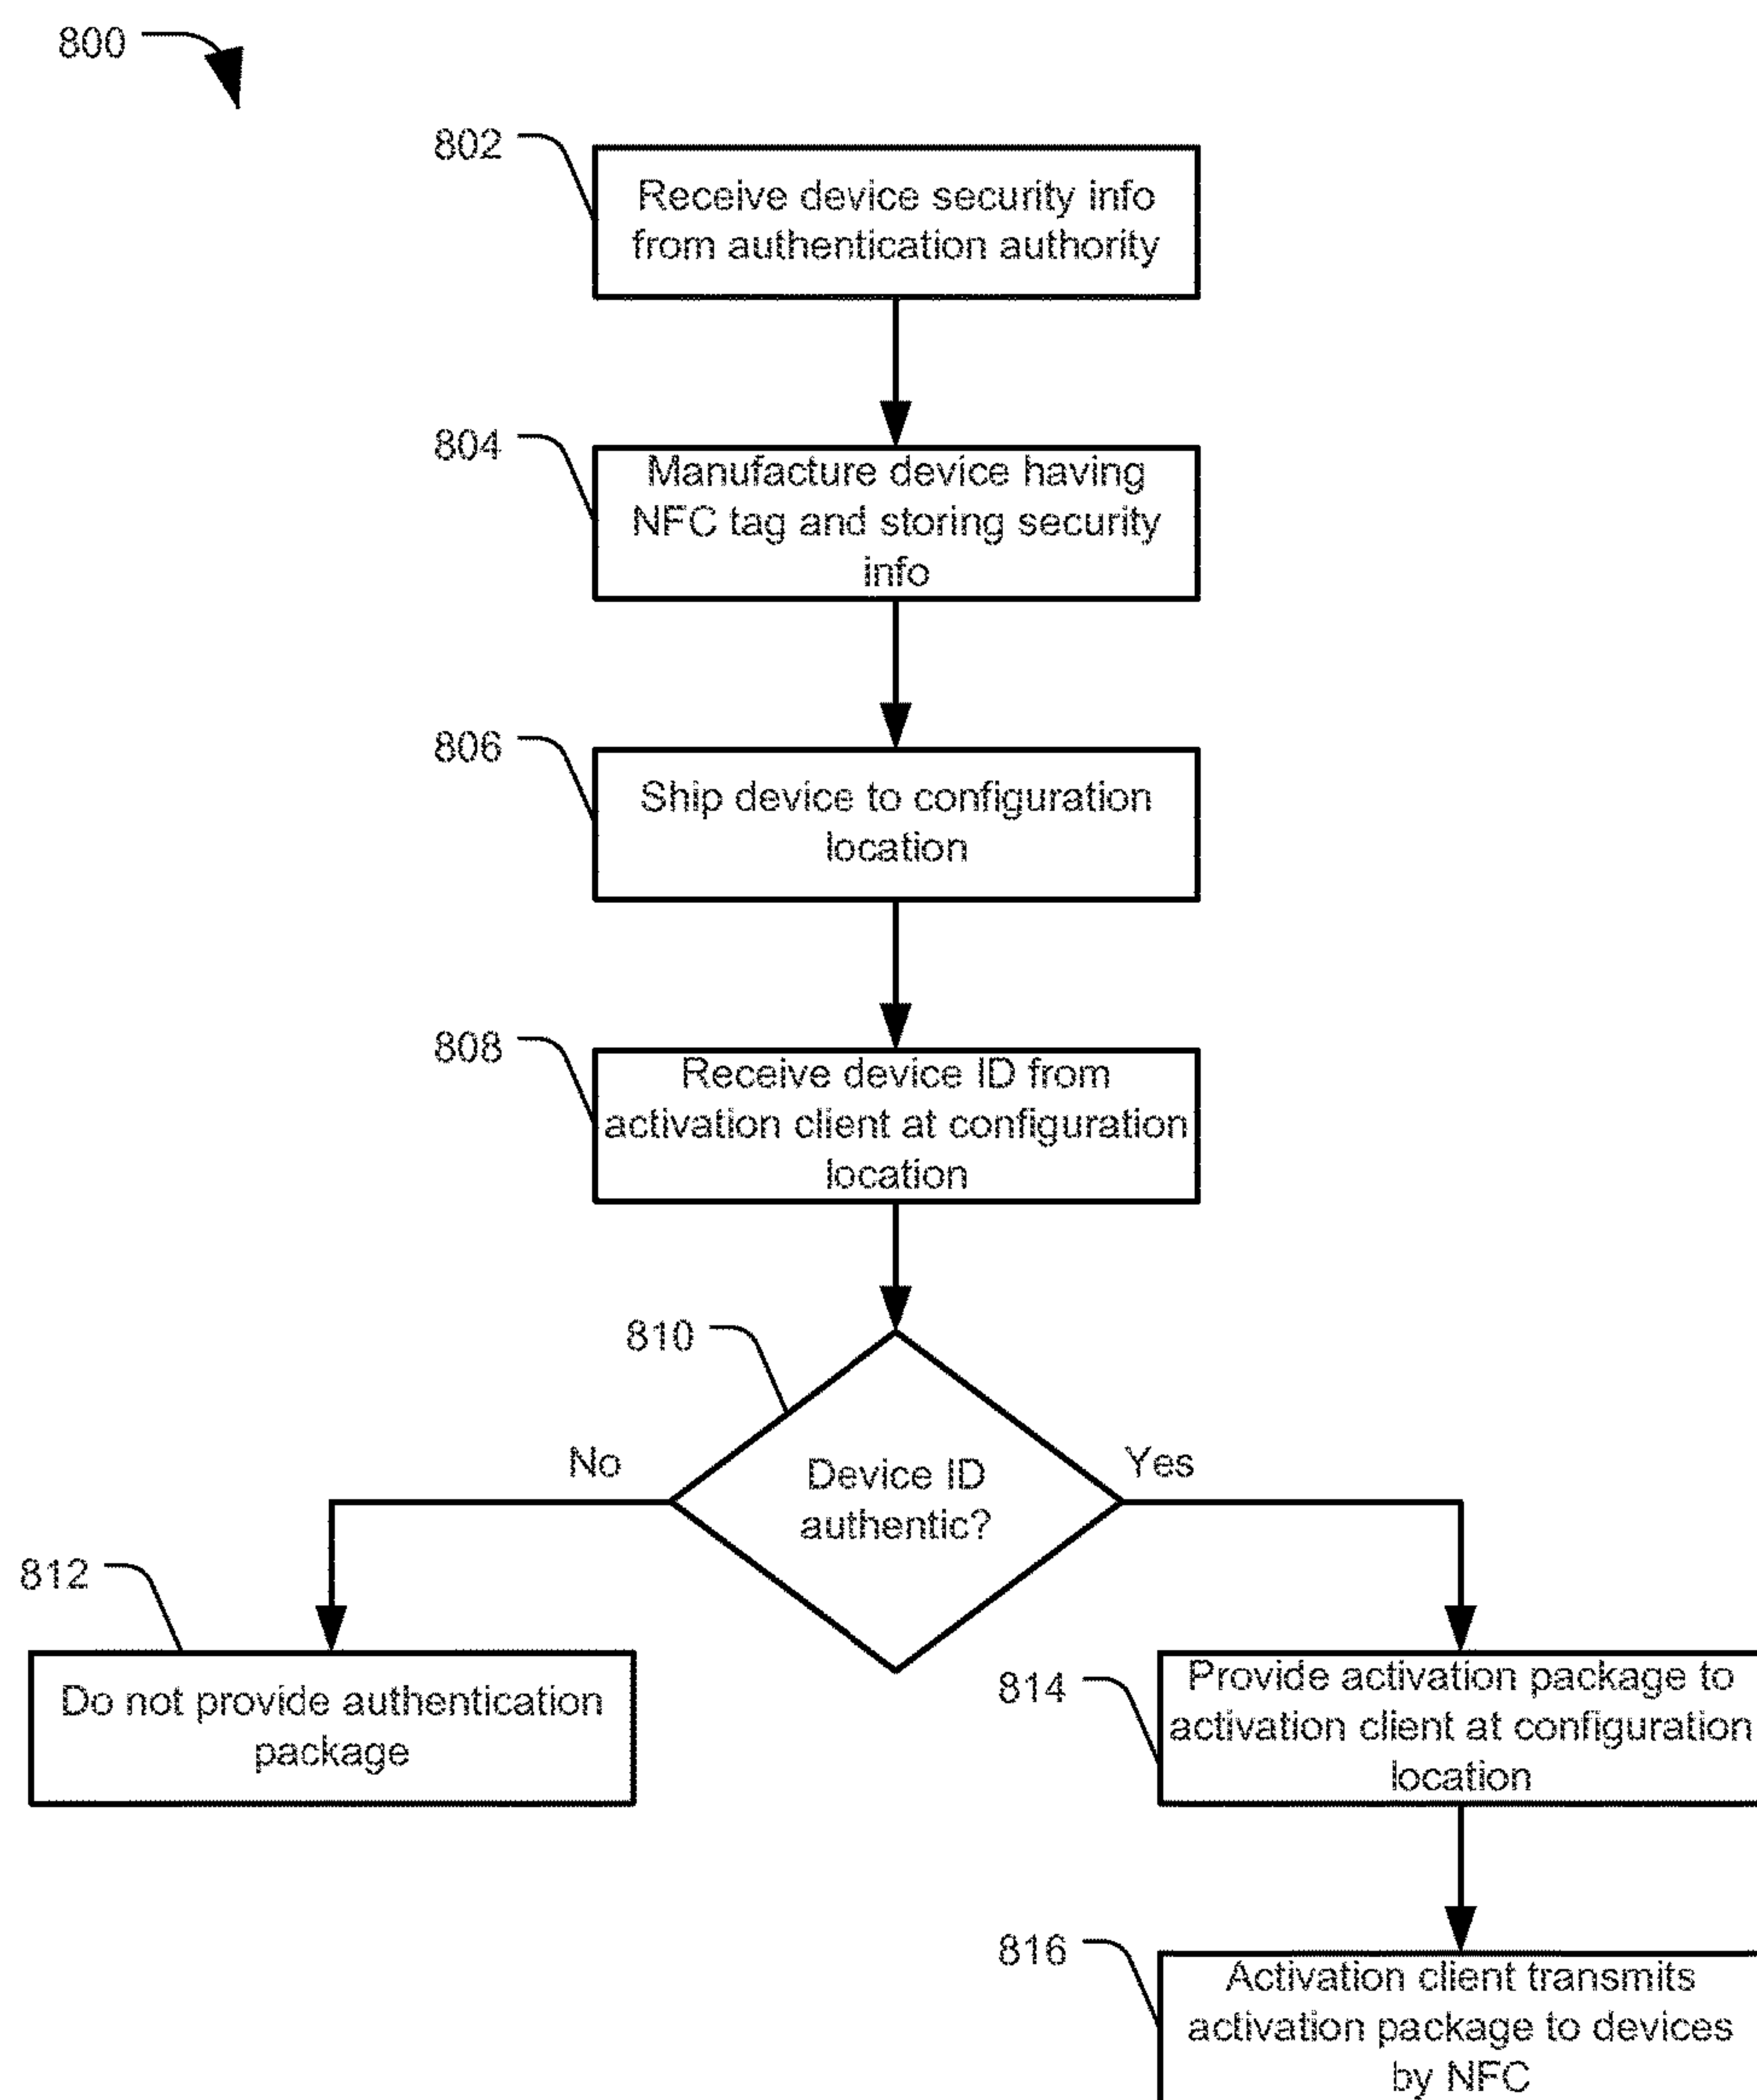 800
802
Receive device security info
from authentication authority
804
Manufacture device having
NFC tag and storing security
info
806
Ship device to configuration
location
808
Receive device ID from
activation client at configuration
location
810
Device ID
authentic?
No
Yes
812
Do not provide authentication
package
814
Provide activation package to
activation client at configuration
location
816
Activation client transmits
activation package to devices
by NFC